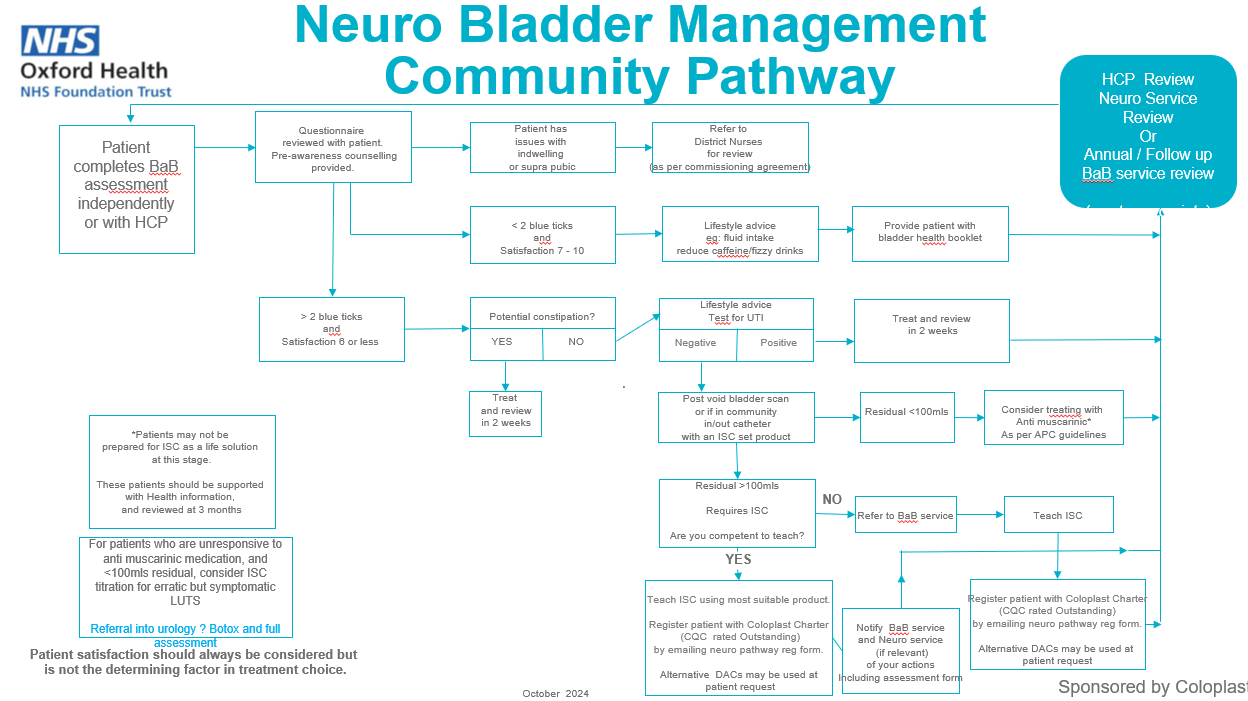 Neuro Bladder Management
Community Pathway
NHS
Oxford Health
NHS Foundation Trust
HCP Review
Neuro Service
Review
Or
Annual / Follow up
BaB service review
Patient
completes BaB
assessment
independently
or with HCP
Questionnaire
reviewed with patient.
Pre-awareness counselling
provided.
Patient has
issues with
indwelling
or supra pubic
Refer to
District Nurses
for review
(as per commissioning agreement)
< 2 blue ticks
and
Satisfaction 7 - 10
Lifestyle advice
eg: fluid intake
reduce caffeine/fizzy drinks
Provide patient with
bladder health booklet
> 2 blue ticks
and
Satisfaction 6 or less
Potential constipation?
YES
NO
Lifestyle advice
Test for UTI
Negative
Positive
Treat and review
in 2 weeks
Treat
and review
in 2 weeks
Post void bladder scan
or if in community
in/out catheter
with an ISC set product
Residual <100mls
Consider treating with
Anti muscarinic*
As per APC guidelines
*Patients may not be
prepared for ISC as a life solution
at this stage.
These patients should be supported
with Health information,
and reviewed at 3 months
Residual >100mls
Requires ISC
Are you competent to teach?
NO
Refer to BaB service
Teach ISC
YES
For patients who are unresponsive to
anti muscarinic medication, and
<100mls residual, consider ISC
titration for erratic but symptomatic
LUTS
Referral into urology ? Botox and full
assessment
Patient satisfaction should always be considered but
is not the determining factor in treatment choice.
Teach ISC using most suitable product.
Register patient with Coloplast Charter
(CQC rated Outstanding)
by emailing neuro pathway reg form.
Alternative DACs may be used at
patient request
Notify BaB service
and Neuro service
(if relevant)
of your actions
Including assessment form
Register patient with Coloplast Charter
(CQC rated Outstanding)
by emailing neuro pathway reg form.
Alternative DACs may be used at
patient request
October 2024
Sponsored by Coloplast